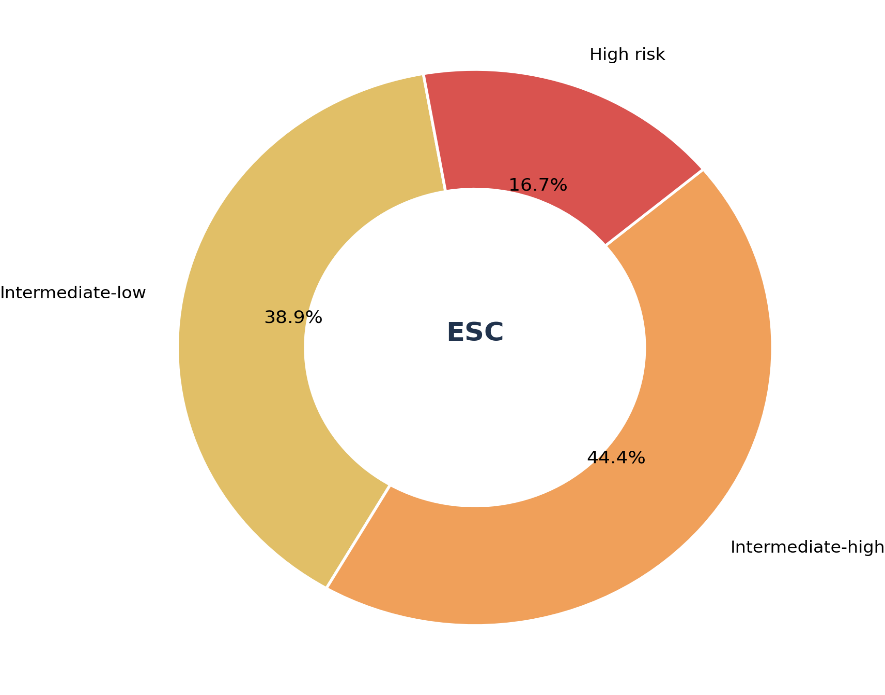 High risk
16.7%
Intermediate-low
38.9%
ESC
44.4%
Intermediate-high